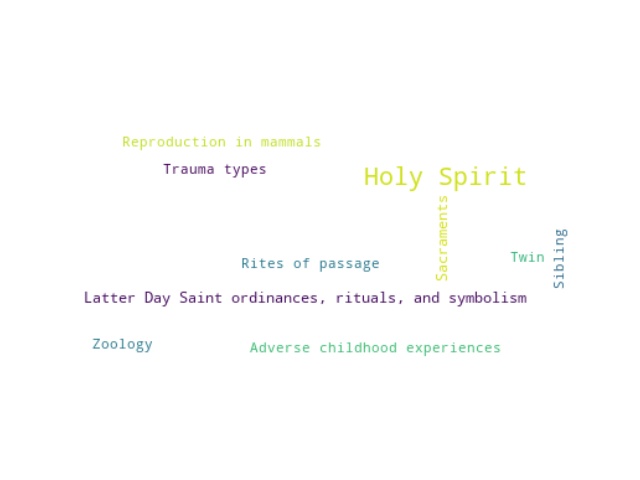 Reproduction in mammals
Trauma types
Holy Spirit
Sacraments
Sibling
Twin
Rites of passage
Latter Day Saint ordinances, rituals, and symbolism
Zoology
Adverse childhood experiences